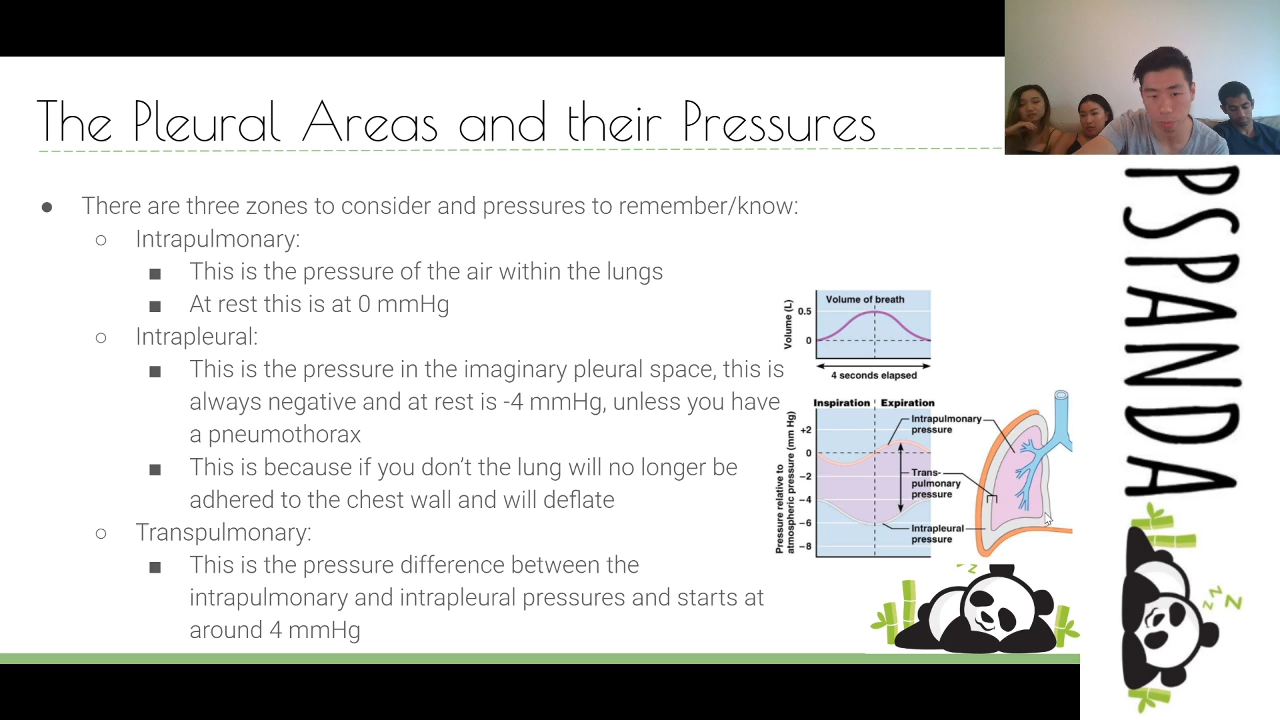 The Pleural Areas and their Pressures
● There are three zones to consider and pressures to remember/know:
○ Intrapulmonary:
■ This is the pressure of the air within the lungs
■ At rest this is at 0 mmHg
○ Intrapleural:
■ This is the pressure in the imaginary pleural space, this is
always negative and at rest is -4 mmHg, unless you have
a pneumothorax
■ This is because if you don't the lung will no longer be
adhered to the chest wall and will deflate
○ Transpulmonary:
■ This is the pressure difference between the
intrapulmonary and intrapleural pressures and starts at
around 4 mmHg
Volume of breath
Volume (L)
0.5
0
4 seconds elapsed
Inspiration
Expiration
Pressure relative to
atmospheric pressure (mm Hg)
+2
0
−2
−4
−6
−8
Intrapulmonary
pressure
Trans-
pulmonary
pressure
Intrapleural
pressure
z Z
PSPANDA
z z Z